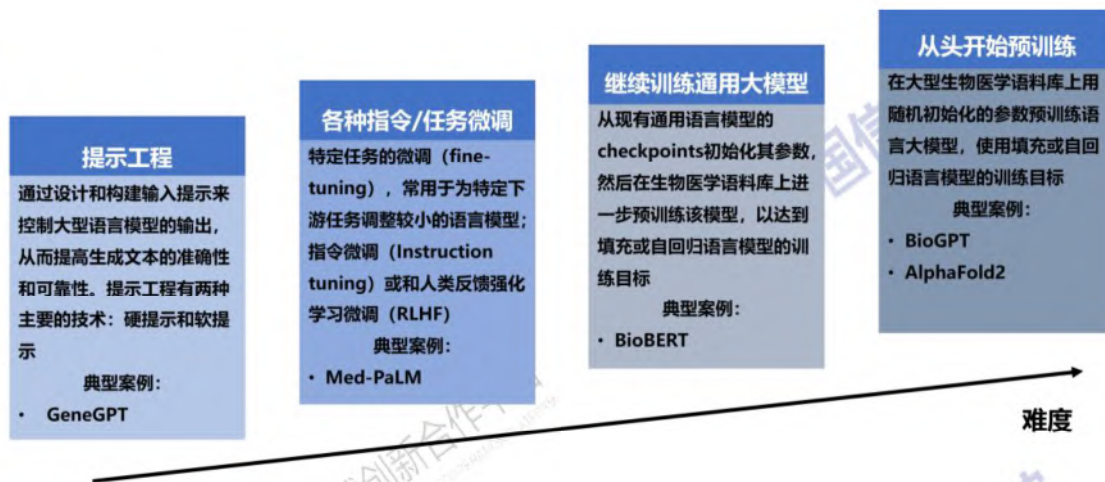 提示工程
通过设计和构建输入提示来
控制大型语言模型的输出，
从而提高生成文本的准确性
和可靠性。提示工程有两种
主要的技术：硬提示和软提
示
典型案例：
• GeneGPT
各种指令/任务微调
特定任务的微调（fine-
tuning），常用于为特定下
游任务调整较小的语言模型；
指令微调（Instruction
tuning）或和人类反馈强化
学习微调（RLHF）
典型案例：
• Med-PaLM
继续训练通用大模型
从现有通用语言模型的
checkpoints初始化其参数，
然后在生物医学语料库上进
一步预训练该模型，以达到
填充或自回归语言模型的训
练目标
典型案例：
• BioBERT
从头开始预训练
在大型生物医学语料库上用
随机初始化的参数预训练语
言大模型，使用填充或自回
归语言模型的训练目标
典型案例：
• BioGPT
• AlphaFold2
难度
国信
创新合作平